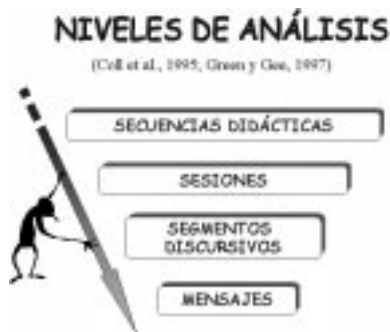 NIVELES DE ANÁLISIS
(Coll et al., 1995; Green y Gee, 1997)
SECUENCIAS DIDÁCTICAS
SESIONES
SEGMENTOS
DISCURSIVOS
MENSAJES